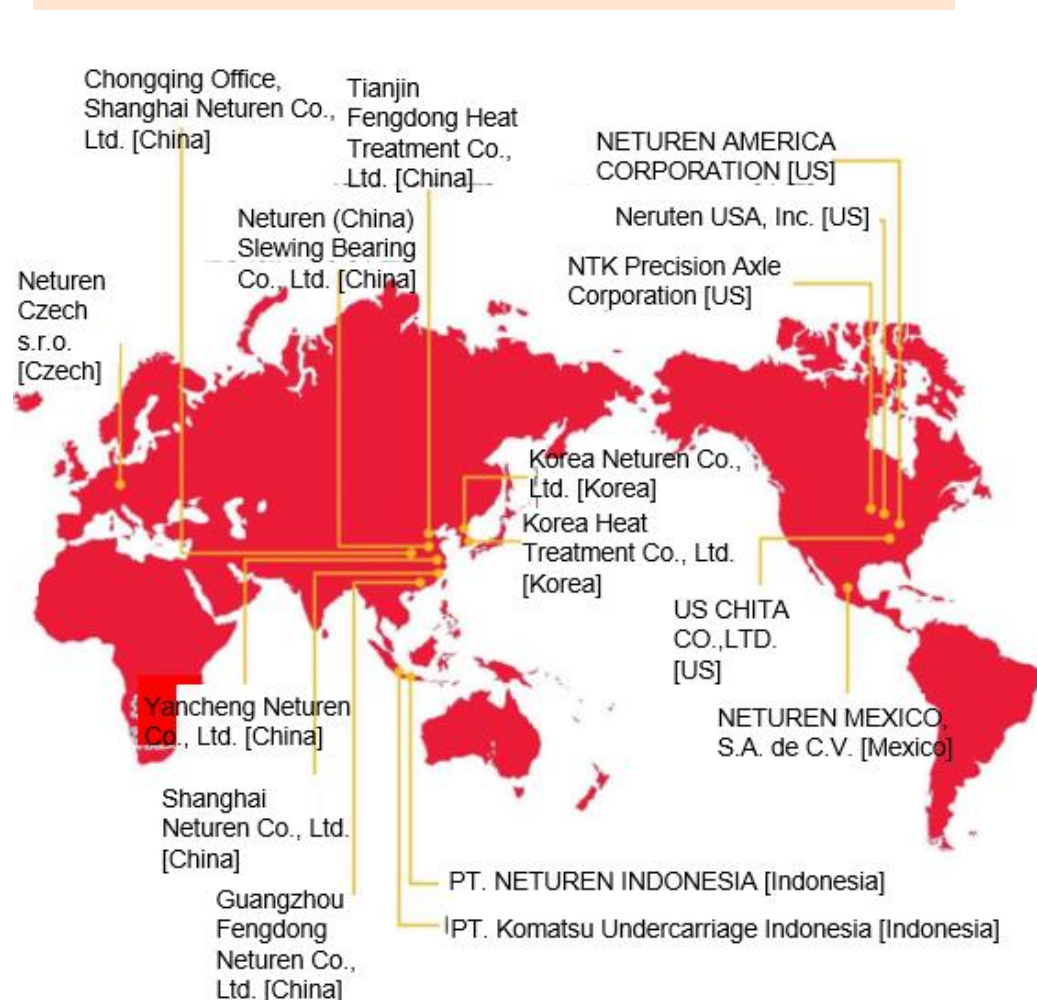 Chongqing Office,
Shanghai Neturen Co.,
Ltd. [China]
Tianjin
Fengdong Heat
Treatment Co.,
Ltd. [China]
NETUREN AMERICA
CORPORATION [US]
Neruten USA, Inc. [US]
Neturen (China)
Slewing Bearing
Co., Ltd. [China]
NTK Precision Axle
Corporation [US]
Neturen
Czech
s.r.o.
[Czech]
Korea Neturen Co.,
Ltd. [Korea]
Korea Heat
Treatment Co., Ltd.
[Korea]
US CHITA
CO.,LTD.
[US]
Yancheng Neturen
Co., Ltd. [China]
NETUREN MEXICO,
S.A. de C.V. [Mexico]
Shanghai
Neturen Co., Ltd.
[China]
PT. NETUREN INDONESIA [Indonesia]
PT. Komatsu Undercarriage Indonesia [Indonesia]
Guangzhou
Fengdong
Neturen Co.,
Ltd. [China]